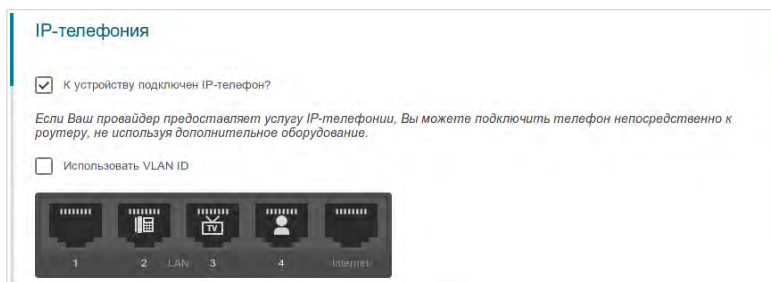 IP-телефония
К устройству подключен IP-телефон?
Если Ваш провайдер предоставляет услугу IP-телефонии, Вы можете подключить телефон непосредственно к
роутеру, не используя дополнительное оборудование.
Использовать VLAN ID
TV
1 2 LAN 3 4 Internet